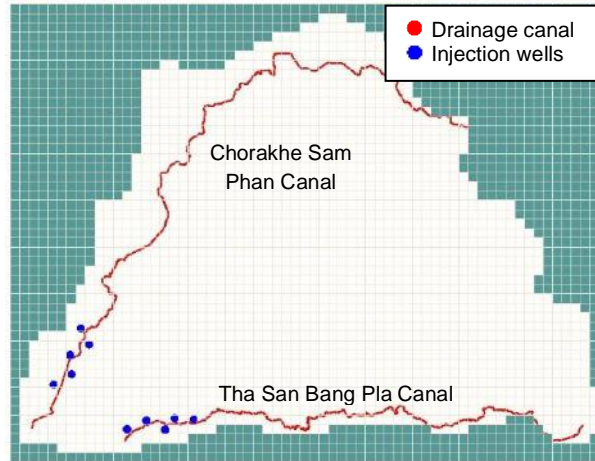 Drainage canal
Injection wells
Chorakhe Sam
Phan Canal
Tha San Bang Pla Canal